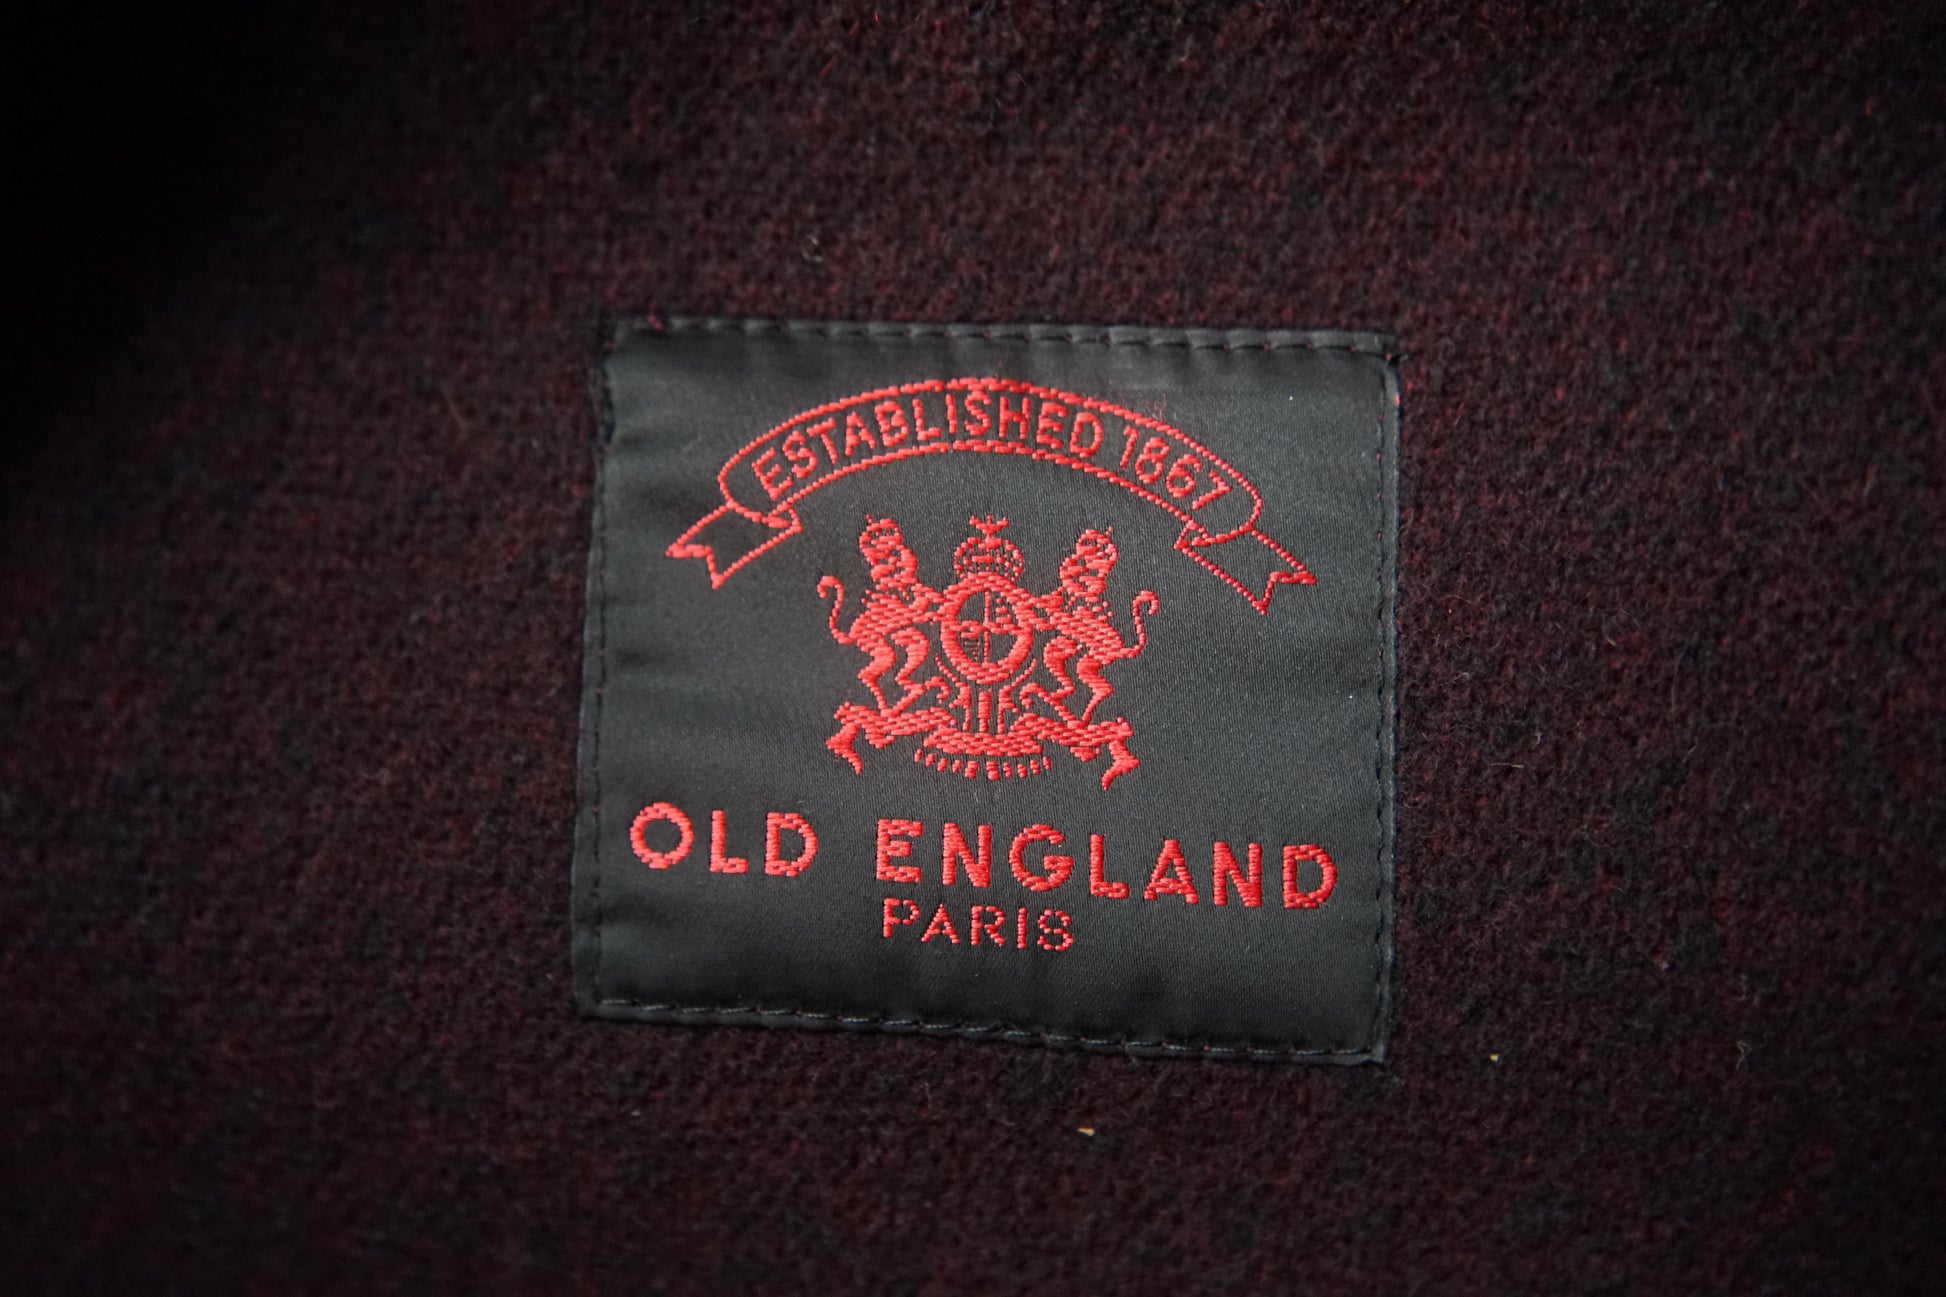 ESTABLISHED 1867
OLD ENGLAND
PARIS